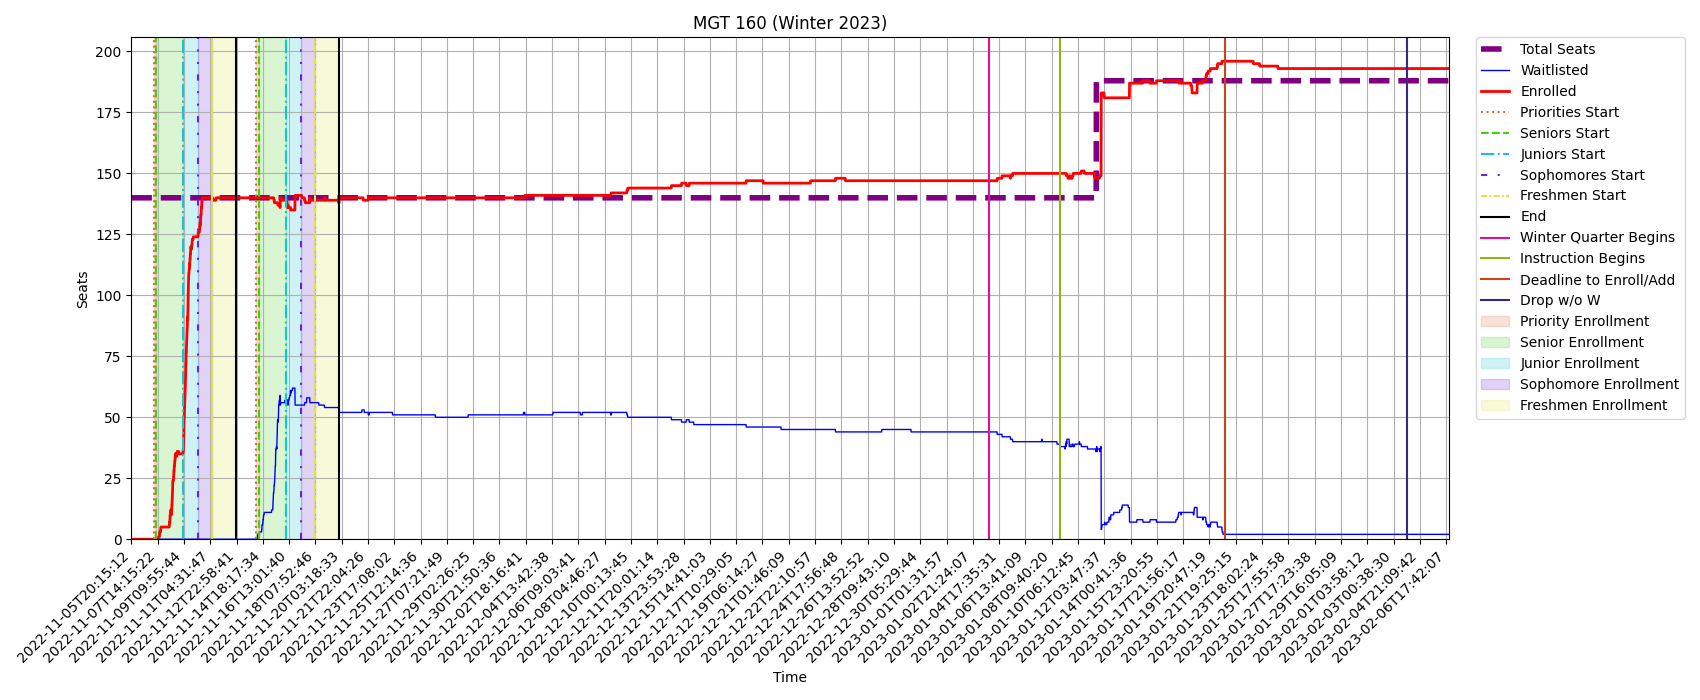 MGT 160 (Winter 2023)
Seats
200
175
150
125
100
75
50
25
0
2022-11-05T20:15:12
2022-11-07T14:15:22
2022-11-09T09:55:44
2022-11-11T04:31:47
2022-11-12T22:58:41
2022-11-14T18:17:34
2022-11-16T13:01:40
2022-11-18T07:52:46
2022-11-20T03:18:33
2022-11-21T22:04:26
2022-11-23T17:08:02
2022-11-25T12:14:36
2022-11-27T07:21:49
2022-11-29T02:26:25
2022-11-30T21:50:36
2022-12-02T18:16:41
2022-12-04T13:42:38
2022-12-06T09:03:41
2022-12-08T04:46:27
2022-12-10T00:13:45
2022-12-11T20:01:14
2022-12-13T23:53:28
2022-12-15T14:41:03
2022-12-17T10:29:05
2022-12-19T06:14:27
2022-12-21T01:46:09
2022-12-22T22:10:57
2022-12-24T17:56:48
2022-12-26T13:52:52
2022-12-28T09:43:10
2022-12-30T05:29:44
2023-01-01T01:31:57
2023-01-02T21:24:07
2023-01-04T17:35:31
2023-01-06T13:41:09
2023-01-08T09:40:20
2023-01-10T06:12:45
2023-01-12T03:47:37
2023-01-14T00:41:36
2023-01-15T23:20:55
2023-01-17T21:56:17
2023-01-19T20:47:19
2023-01-21T19:25:15
2023-01-23T18:02:24
2023-01-25T17:55:58
2023-01-27T17:23:38
2023-01-29T16:05:09
2023-02-01T03:58:12
2023-02-03T00:38:30
2023-02-04T21:09:42
2023-02-06T17:42:07
Time
Total Seats
Waitlisted
Enrolled
Priorities Start
Seniors Start
Juniors Start
Sophomores Start
Freshmen Start
End
Winter Quarter Begins
Instruction Begins
Deadline to Enroll/Add
Drop w/o W
Priority Enrollment
Senior Enrollment
Junior Enrollment
Sophomore Enrollment
Freshmen Enrollment